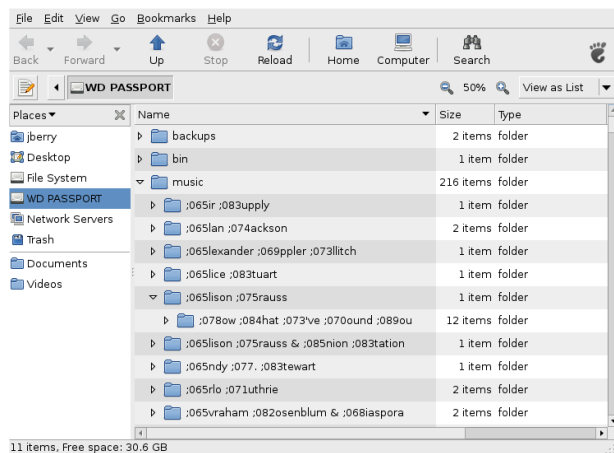 File Edit View Go Bookmarks Help
Back Forward Up Stop Reload Home Computer Search
WD PASSPORT 50% View as List
Places Name Size Type
jberry
Desktop
File System
WD PASSPORT
Network Servers
Trash
Documents
Videos
backups 2 items folder
bin 1 item folder
music 216 items folder
;065ir ;083upply 1 item folder
;065lan ;074ackson 2 items folder
;065lexander ;069ppler ;073llitch 1 item folder
;065lice ;083tuart 1 item folder
;065lison ;075rauss 1 item folder
;078ow ;084hat ;073've ;070ound ;089ou 12 items folder
;065lison ;075rauss & ;085nion ;083tation 1 item folder
;065ndy ;077. ;083tewart 1 item folder
;065rlo ;071uthrie 2 items folder
;065vraham ;082osenblum & ;068iaspora 2 items folder
11 items, Free space: 30.6 GB